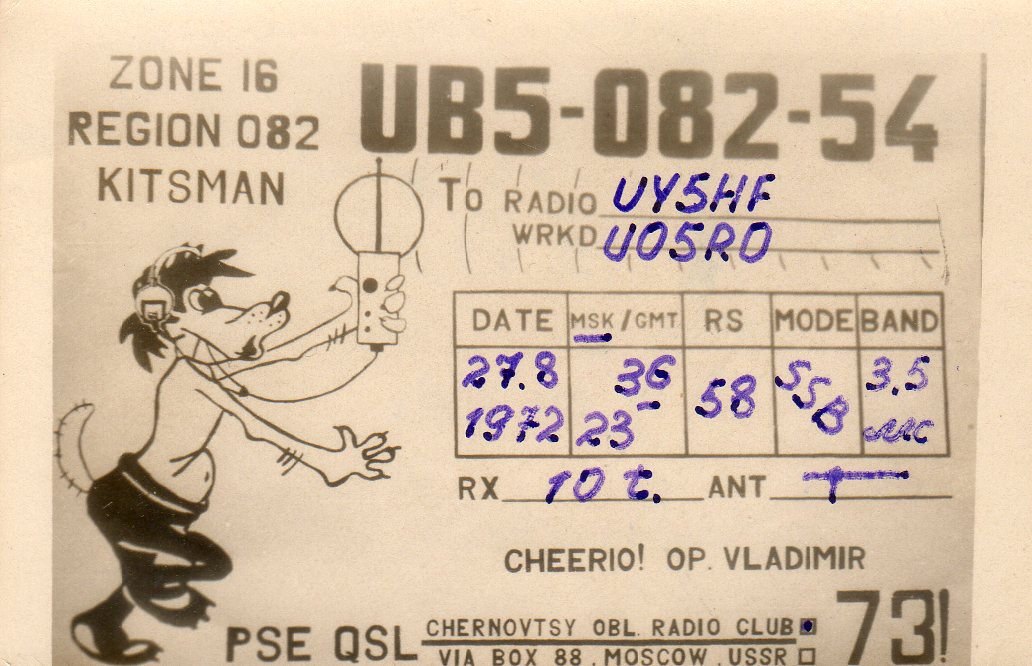 ZONE 16
REGION 082
KITSMAN
UB5-082-54
TO RADIO UY5HF
WRKD UO5RD
DATE MSK/GMT RS MODE BAND
27.8 1972 23 36 58 SSB 3,5 мс
RX 10 t. ANT T
CHEERIO! OP. VLADIMIR
PSE QSL CHERNOVTSY OBL. RADIO CLUB
VIA BOX 88, MOSCOW, USSR
73!